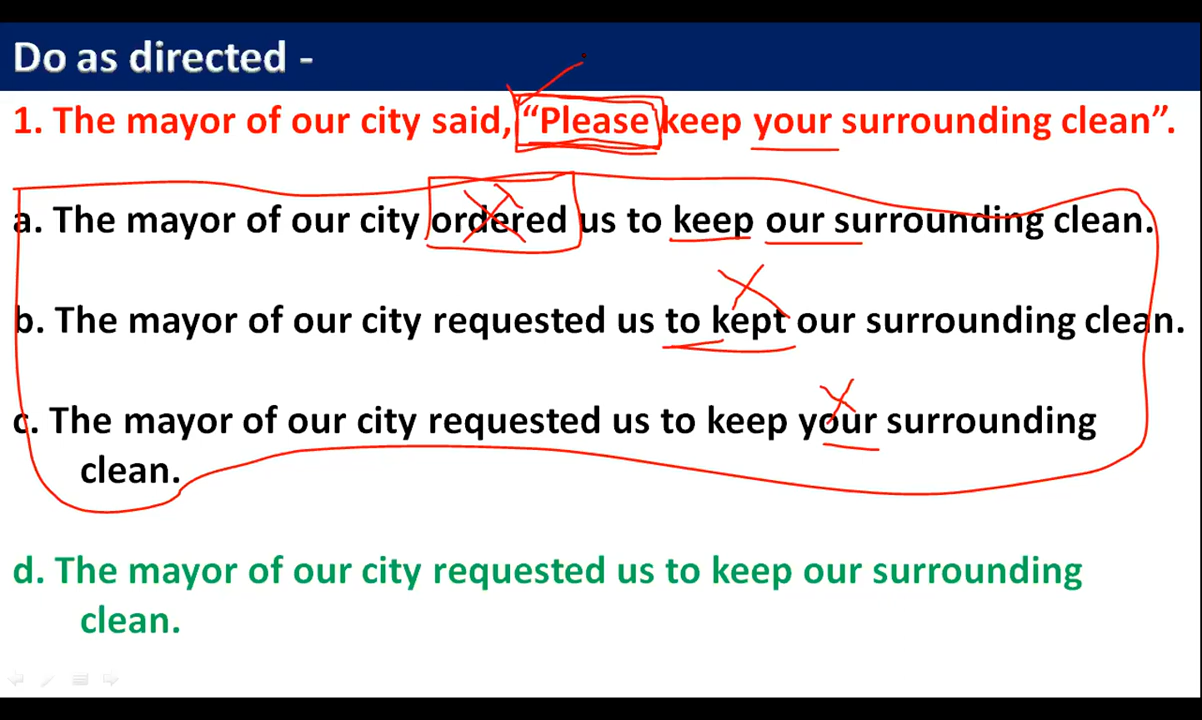 Do as directed -
1. The mayor of our city said, “Please keep your surrounding clean”.
a. The mayor of our city ordered us to keep our surrounding clean.
b. The mayor of our city requested us to kept our surrounding clean.
c. The mayor of our city requested us to keep your surrounding
clean.
d. The mayor of our city requested us to keep our surrounding
clean.